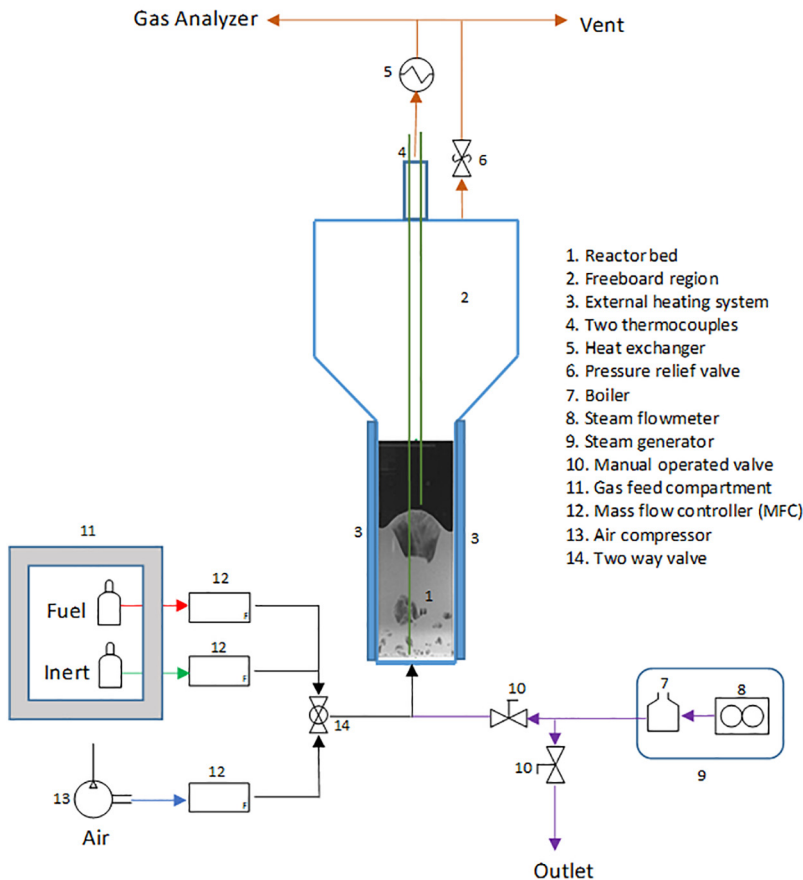 Gas Analyzer
Vent
5
4
6
2
1. Reactor bed
2. Freeboard region
3. External heating system
4. Two thermocouples
5. Heat exchanger
6. Pressure relief valve
7. Boiler
8. Steam flowmeter
9. Steam generator
10. Manual operated valve
11. Gas feed compartment
12. Mass flow controller (MFC)
13. Air compressor
14. Two way valve
3
3
1
11
12
Fuel
F
12
Inert
F
14
10
7
8
10
9
12
13
F
Air
Outlet